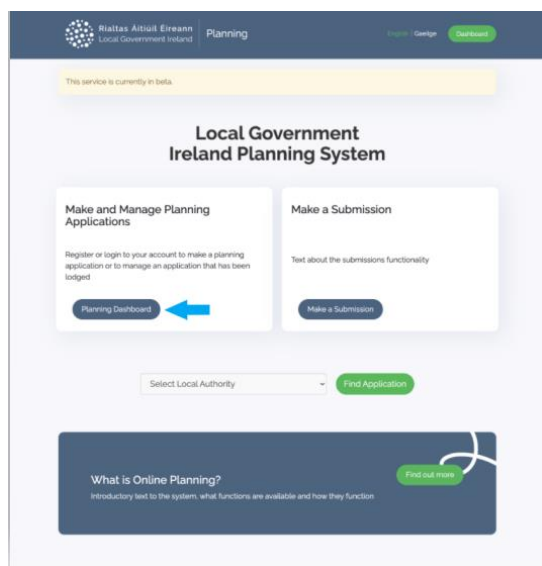 Rialtas Áitiúil Éireann
Local Government Ireland
Planning
English | Gaeilge
Dashboard
This service is currently in beta.
Local Government
Ireland Planning System
Make and Manage Planning
Applications
Register or login to your account to make a planning
application or to manage an application that has been
lodged
Planning Dashboard
Make a Submission
Text about the submissions functionality
Make a Submission
Select Local Authority
Find Application
What is Online Planning?
Introductory text to the system, what functions are available and how they function
Find out more